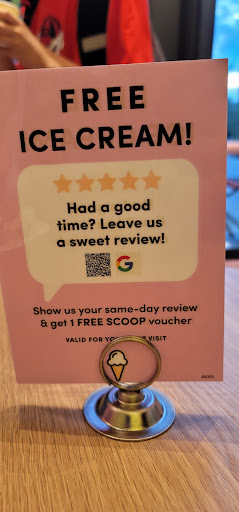 FREE
ICE CREAM!
Had a good
time? Leave us
a sweet review!
G
Show us your same-day review
& get 1 FREE SCOOP voucher
VALID FOR VISIT